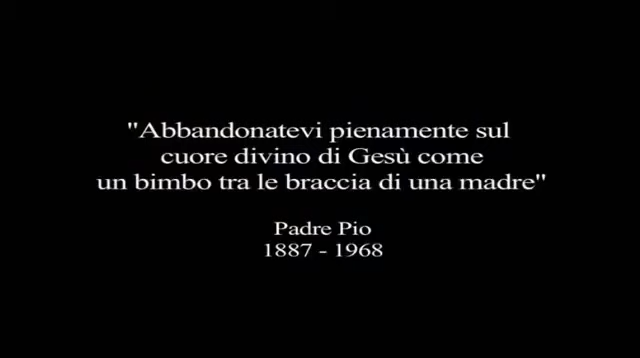 "Abbandonatevi pienamente sul
cuore divino di Gesù come
un bimbo tra le braccia di una madre"
Padre Pio
1887 - 1968